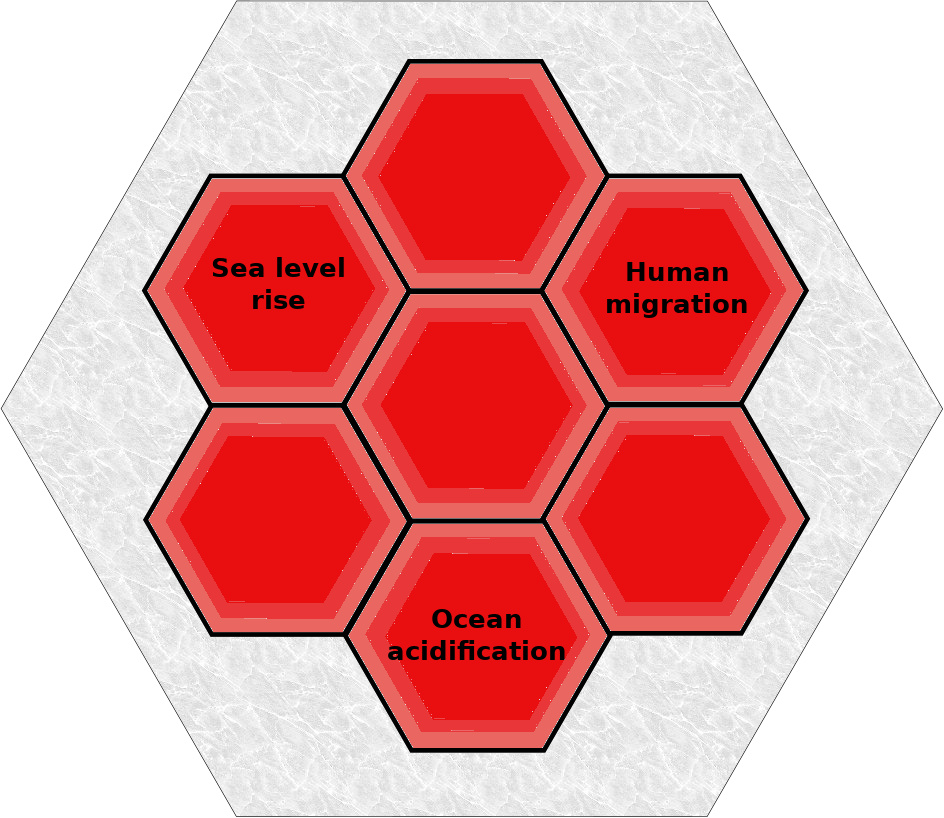 Sea level
rise
Human
migration
Ocean
acidification